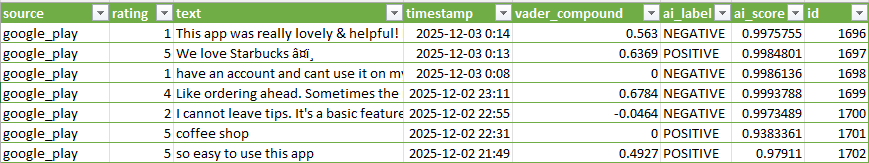 source rating text timestamp vader_compound ai_label ai_score id
google_play 1 This app was really lovely & helpful! 2025-12-03 0:14 0.563 NEGATIVE 0.9975755 1696
google_play 5 We love Starbucks 2025-12-03 0:13 0.6369 POSITIVE 0.9984801 1697
google_play 1 have an account and cant use it on my 2025-12-03 0:08 0 NEGATIVE 0.9986136 1698
google_play 4 Like ordering ahead. Sometimes the 2025-12-02 23:11 0.6784 NEGATIVE 0.9993788 1699
google_play 2 I cannot leave tips. It's a basic feature 2025-12-02 22:55 -0.0464 NEGATIVE 0.9973489 1700
google_play 5 coffee shop 2025-12-02 22:31 0 POSITIVE 0.9383361 1701
google_play 5 so easy to use this app 2025-12-02 21:49 0.4927 POSITIVE 0.97911 1702